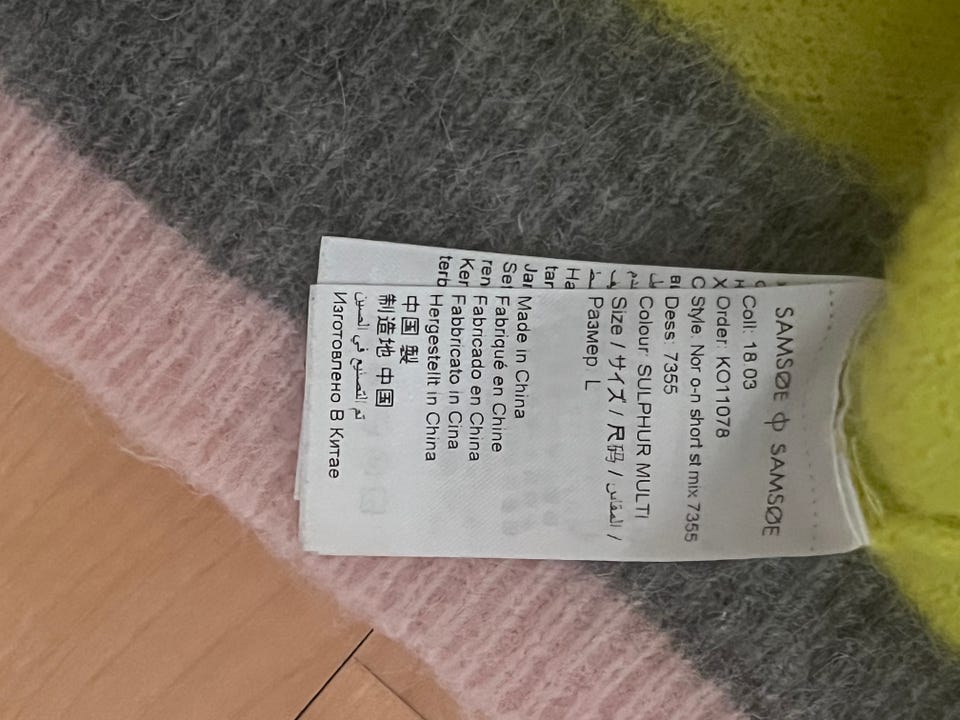 SAMSØE ф SAMSØE
Coll: 18.03
Order: KO11078
Style: Nor o-n short st mix 7355
Dess: 7355
Colour: SULPHUR MULTI
Size / サイズ / 尺码 / المقاس /
Размер: L
Made in China
Fabriqué en Chine
Fabricado en China
Fabbricato in Cina
Hergestellt in China
中国 製
制造地 中国
تم التصنيع في الصين
Изготовлено В Китае